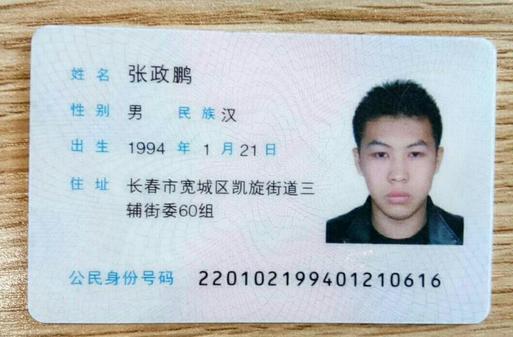 姓名 张政鹏
性别 男 民族 汉
出生 1994 年 1 月 21 日
住址 长春市宽城区凯旋街道三
辅街委60组
公民身份号码 220102199401210616